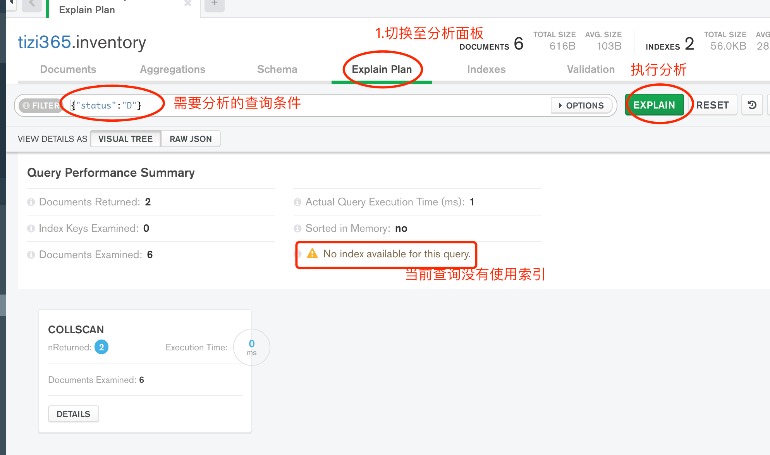 Explain Plan
tizi365.inventory
1.切换至分析面板
DOCUMENTS 6
TOTAL SIZE 616B
AVG. SIZE 103B
INDEXES 2
TOTAL SIZE 56.0KB
Documents
Aggregations
Schema
Explain Plan
Indexes
Validation
执行分析
FILTER
{"status":"D"}
需要分析的查询条件
OPTIONS
EXPLAIN
RESET
VIEW DETAILS AS
VISUAL TREE
RAW JSON
Query Performance Summary
Documents Returned: 2
Actual Query Execution Time (ms): 1
Index Keys Examined: 0
Sorted in Memory: no
Documents Examined: 6
No index available for this query.
当前查询没有使用索引
COLLSCAN
nReturned: 2
Execution Time: 0 ms
Documents Examined: 6
DETAILS